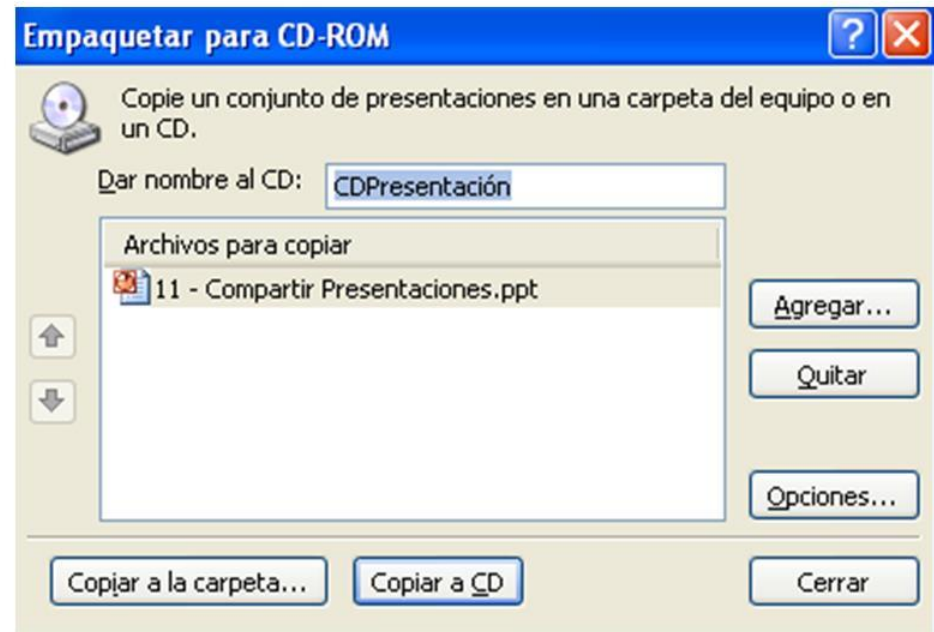 Empaquetar para CD-ROM
Copie un conjunto de presentaciones en una carpeta del equipo o en
un CD.
Dar nombre al CD: CDPresentación
Archivos para copiar
11 - Compartir Presentaciones.ppt
Agregar...
Quitar
Opciones...
Copiar a la carpeta... Copiar a CD Cerrar